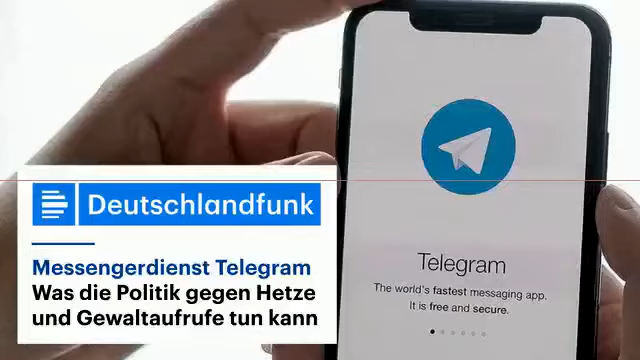 Deutschlandfunk
Messengerdienst Telegram
Was die Politik gegen Hetze
und Gewaltaufrufe tun kann
Telegram
The world's fastest messaging app.
It is free and secure.